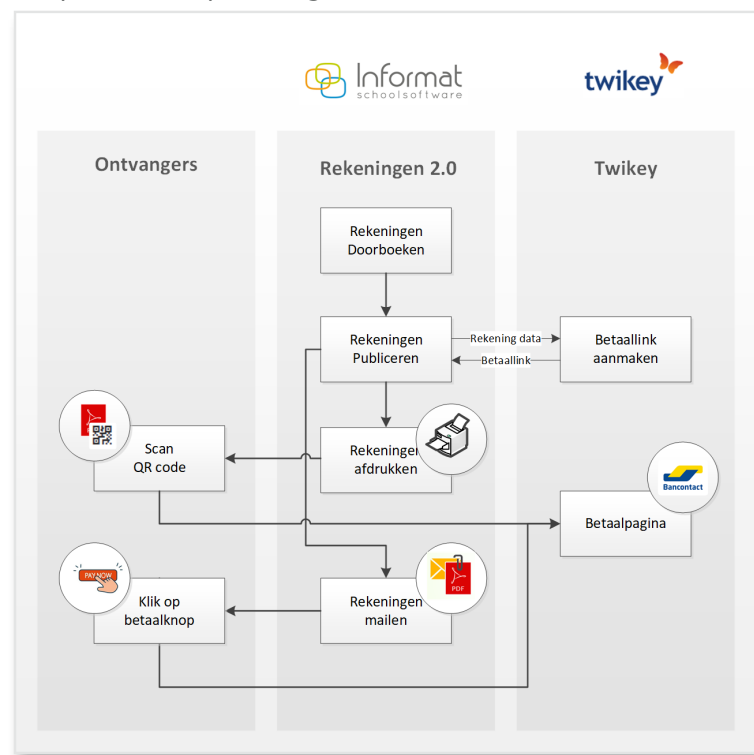 Informat
schoolsoftware
twikey
Ontvangers
Rekeningen 2.0
Twikey
Rekeningen
Doorboeken
Rekeningen
Publiceren
Rekening data
Betaallink
Betaallink
aanmaken
Scan
QR code
Rekeningen
afdrukken
Bancontact
Betaalpagina
PAY NOW
Klik op
betaalknop
Rekeningen
mailen
PDF